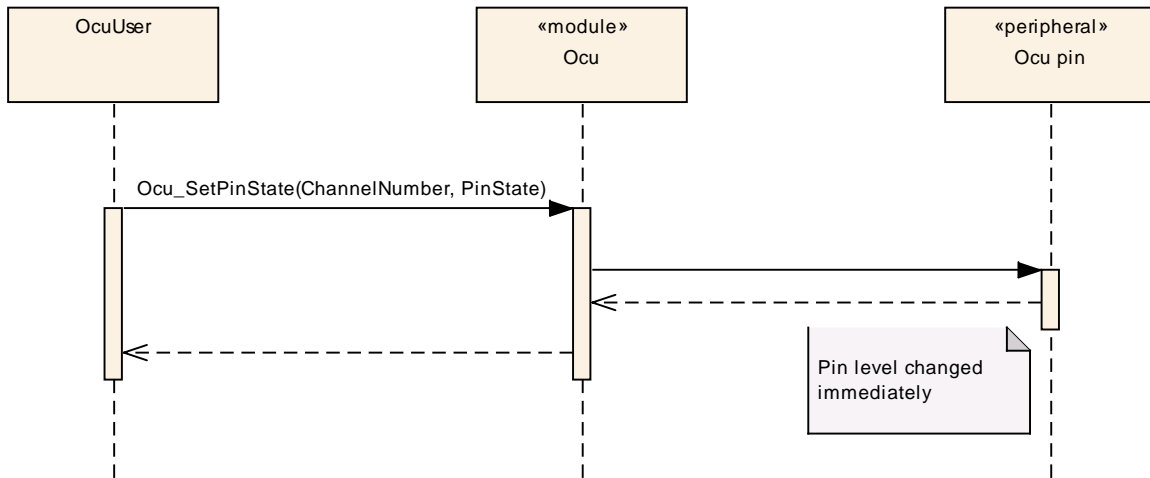 OcuUser
«module»
Ocu
«peripheral»
Ocu pin
Ocu_SetPinState(ChannelNumber, PinState)
Pin level changed
immediately